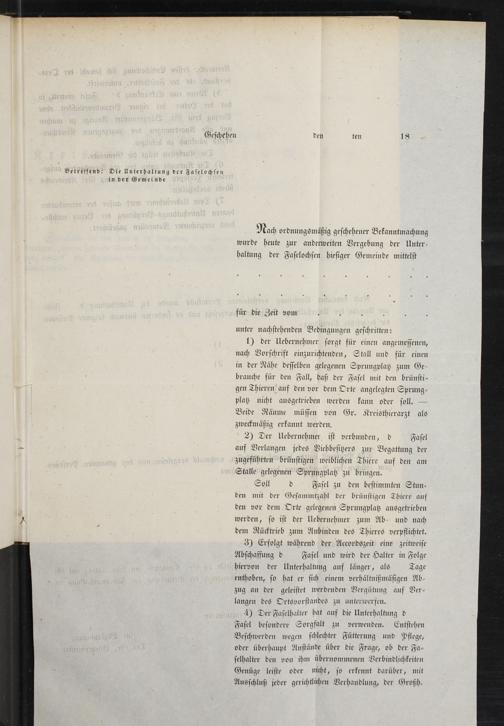 Geschehen den ten 18
Betreffend: Die Unterhaltung der Faselochsen
in der Gemeinde
Nach ordnungsmäßig geschehener Bekanntmachung
wurde heute zur anderweiten Vergebung der Unter-
haltung der Faselochsen hiesiger Gemeinde mittelst
. . . . . . .
. . . . . . .
für die Zeit vom . . . .
unter nachstehenden Bedingungen geschritten:
1) der Uebernehmer sorgt für einen angemessenen,
nach Vorschrift einzurichtenden, Stall und für einen
in der Nähe desselben gelegenen Sprungplatz zum Ge-
brauche für den Fall, daß der Fasel mit den brünsti-
gen Thieren auf den vor dem Orte angelegten Sprung-
platz nicht ausgetrieben werden kann oder soll. —
Beide Räume müssen von Gr. Kreisthierarzt als
zweckmäßig erkannt werden.
2) Der Uebernehmer ist verbunden, d Fasel
auf Verlangen jedes Viehbesitzers zur Begattung der
zugeführten brünstigen weiblichen Thiere auf den am
Stalle gelegenen Sprungplatz zu bringen.
Soll d Fasel zu den bestimmten Stun-
den mit der Gesammtzahl der brünstigen Thiere auf
den vor dem Orte gelegenen Sprungplatz ausgetrieben
werden, so ist der Uebernehmer zum Ab- und nach
dem Rücktrieb zum Anbinden des Thieres verpflichtet.
3) Erfolgt während der Accordszeit eine zeitweise
Abschaffung d Fasel und wird der Halter in Folge
hiervon der Unterhaltung auf länger, als Tage
enthoben, so hat er sich einem verhältnißmäßigen Ab-
zug an der geleistet werdenden Vergütung auf Ver-
langen des Ortsvorstandes zu unterwerfen.
4) Der Faselhalter hat auf die Unterhaltung d
Fasel besondere Sorgfalt zu verwenden. Entstehen
Beschwerden wegen schlechter Fütterung und Pflege,
oder überhaupt Anstände über die Frage, ob der Fa-
selhalter den von ihm übernommenen Verbindlichkeiten
Genüge leiste oder nicht, so erkennt darüber, mit
Ausschluß jeder gerichtlichen Verhandlung, der Großh.